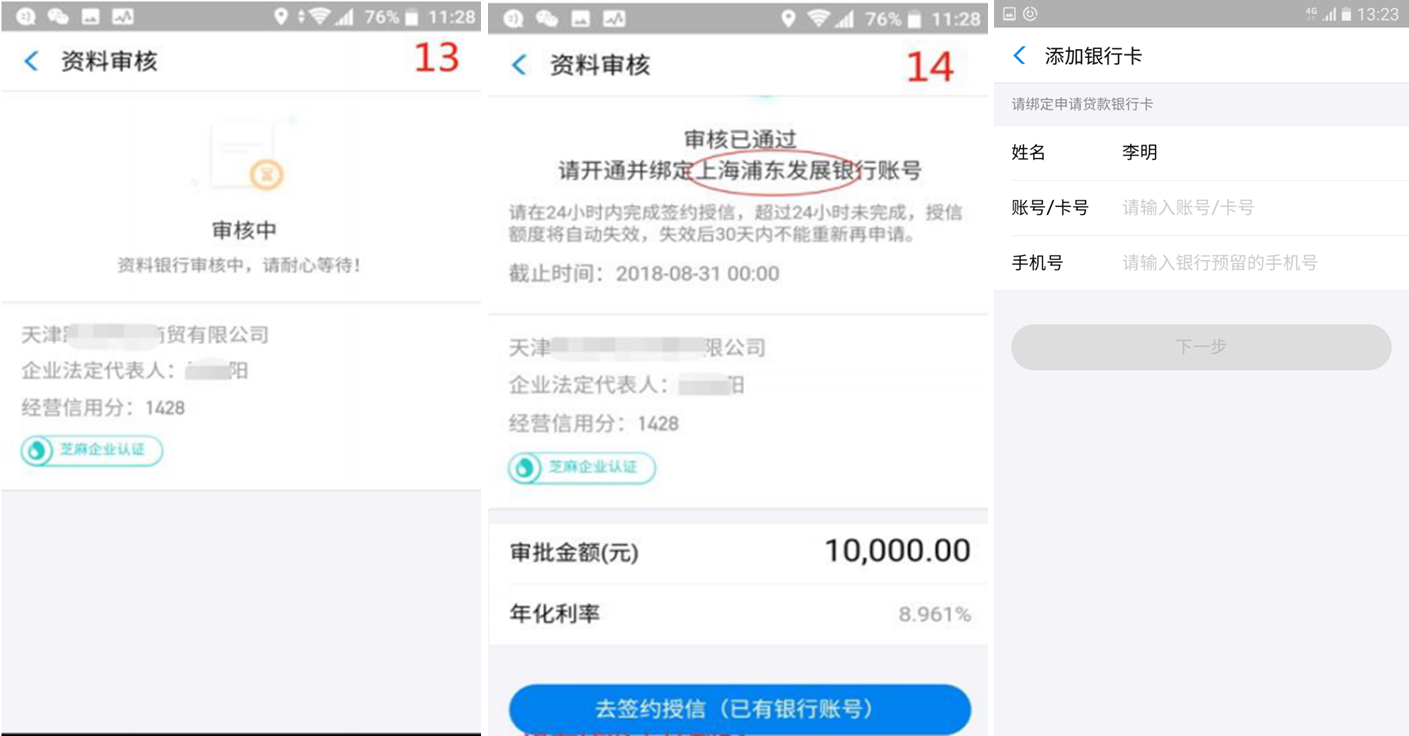 76% 11:28
资料审核
13
审核中
资料银行审核中，请耐心等待！
天津 商贸有限公司
企业法定代表人： 阳
经营信用分：1428
芝麻企业认证
76% 11:28
资料审核
14
审核已通过
请开通并绑定上海浦东发展银行账号
请在24小时内完成签约授信，超过24小时未完成，授信
额度将自动失效，失效后30天内不能重新再申请。
截止时间：2018-08-31 00:00
天津 限公司
企业法定代表人： 阳
经营信用分：1428
芝麻企业认证
审批金额(元) 10,000.00
年化利率 8.961%
去签约授信（已有银行账号）
4G 13:23
添加银行卡
请绑定申请贷款银行卡
姓名 李明
账号/卡号 请输入账号/卡号
手机号 请输入银行预留的手机号
下一步